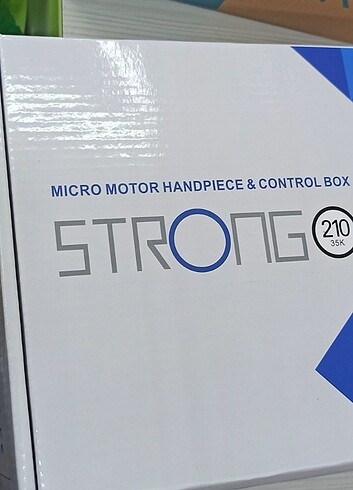 MICRO MOTOR HANDPIECE & CONTROL BOX
STRONG
210
35K